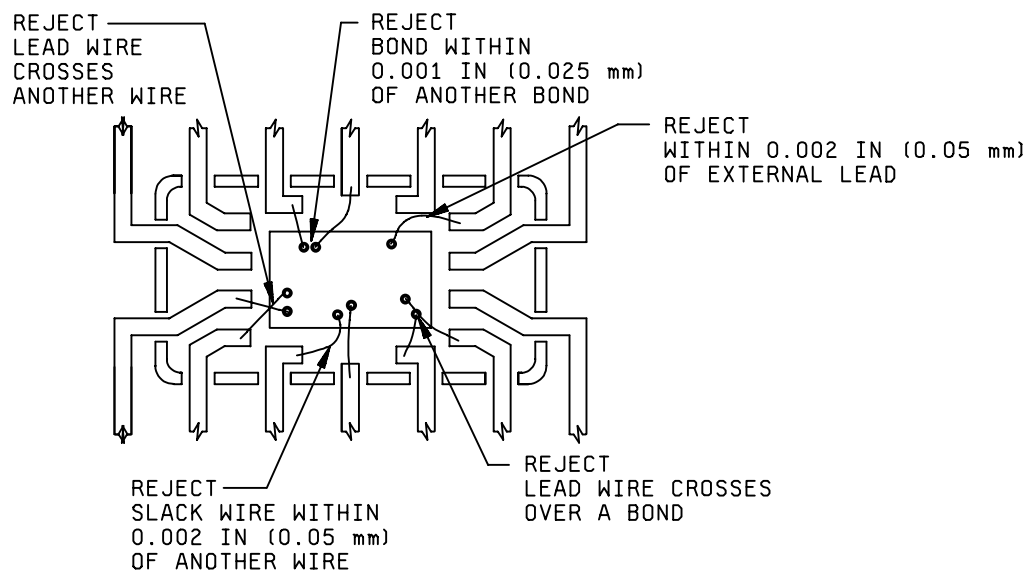 REJECT
LEAD WIRE
CROSSES
ANOTHER WIRE
REJECT
BOND WITHIN
0.001 IN (0.025 mm)
OF ANOTHER BOND
REJECT
WITHIN 0.002 IN (0.05 mm)
OF EXTERNAL LEAD
REJECT
SLACK WIRE WITHIN
0.002 IN (0.05 mm)
OF ANOTHER WIRE
REJECT
LEAD WIRE CROSSES
OVER A BOND